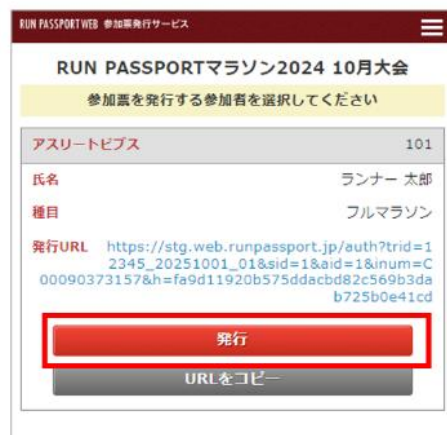 RUN PASSPORT WEB 参加票発行サービス
RUN PASSPORTマラソン2024 10月大会
参加票を発行する参加者を選択してください
アスリートビブス 101
氏名 ランナー 太郎
種目 フルマラソン
発行URL https://stg.web.runpassport.jp/auth?trid=1
2345_20251001_01&sid=1&aid=1&inum=C
00090373157&h=fa9d11920b575ddacbd82c569b3da
b725b0e41cd
発行
URLをコピー